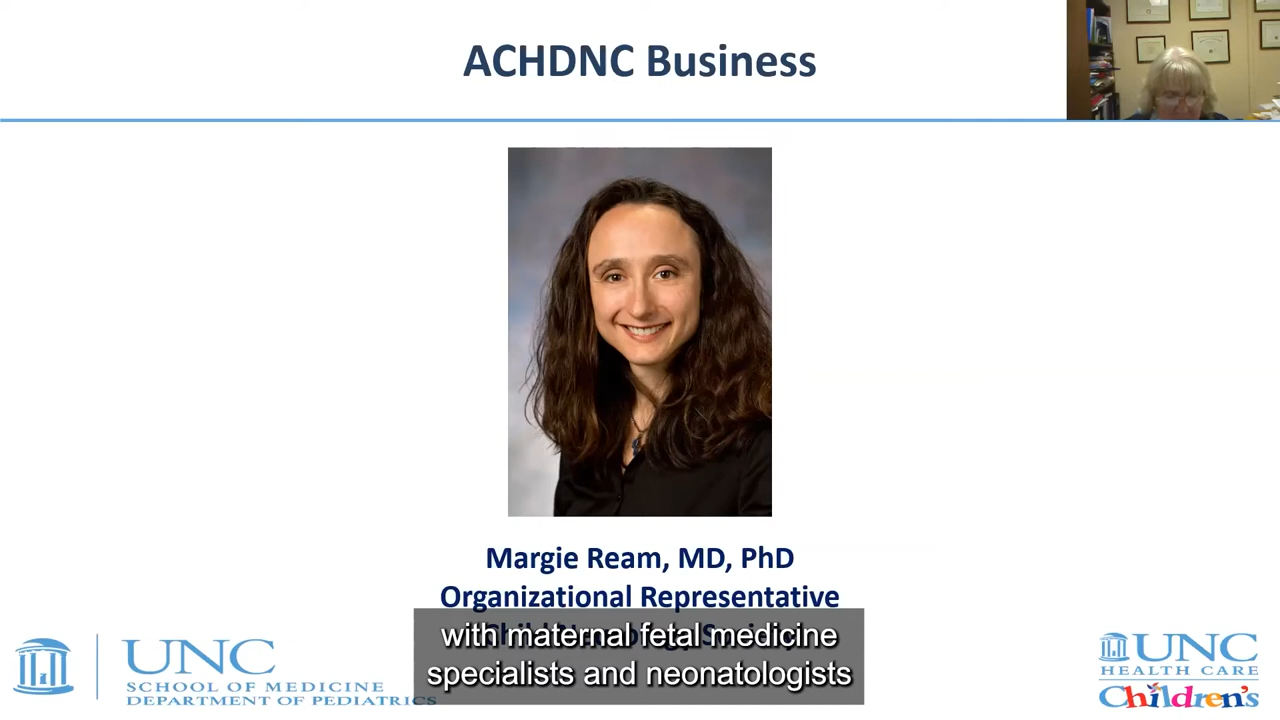 ACHDNC Business
Margie Ream, MD, PhD
Organizational Representative
with maternal fetal medicine
specialists and neonatologists
UNC
SCHOOL OF MEDICINE
DEPARTMENT OF PEDIATRICS
UNC
HEALTH CARE
Children's